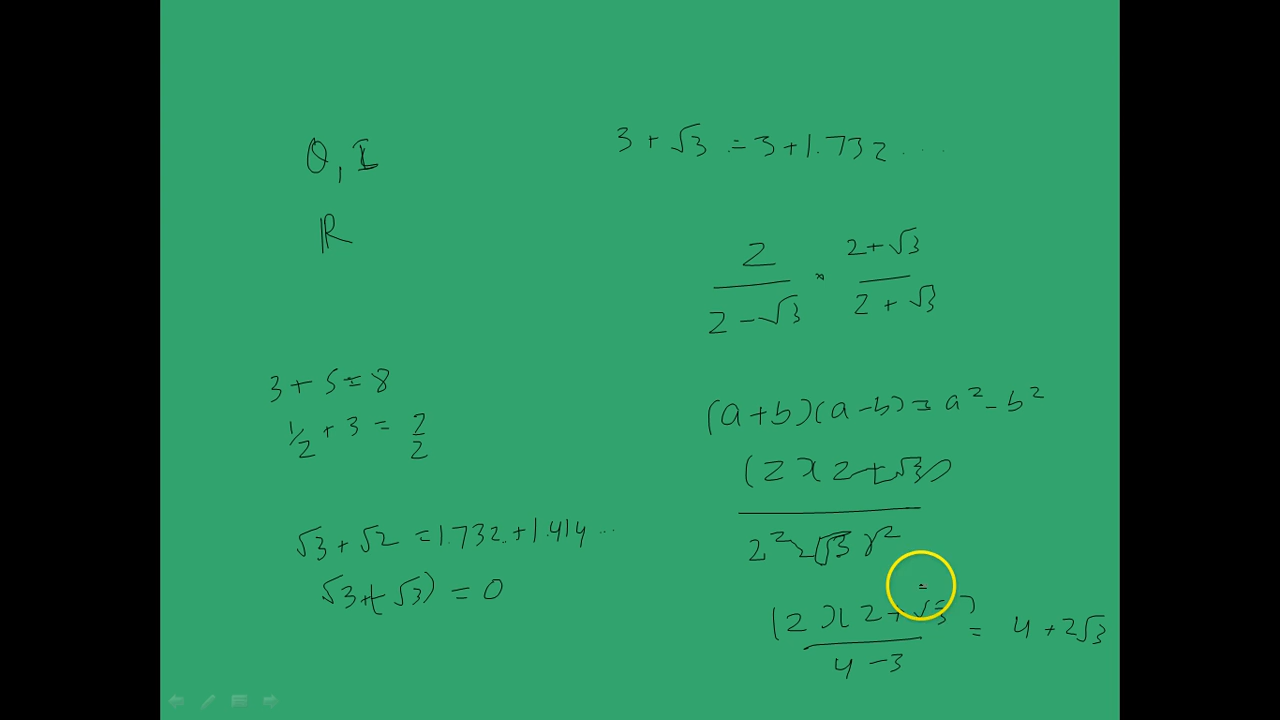 Q, I
ℝ
3 + 5 = 8
1/2 + 3 = 7/2
√3 + √2 = 1.732.. + 1.414 ...
√3 + (-√3) = 0
3 + √3 = 3 + 1.732 . . . .
2/(2 - √3) × (2 + √3)/(2 + √3)
(a + b)(a - b) = a² - b²
(2)(2 + √3)
2² - (√3)²
=
(2)(2 + √3)/(4 - 3) = 4 + 2√3